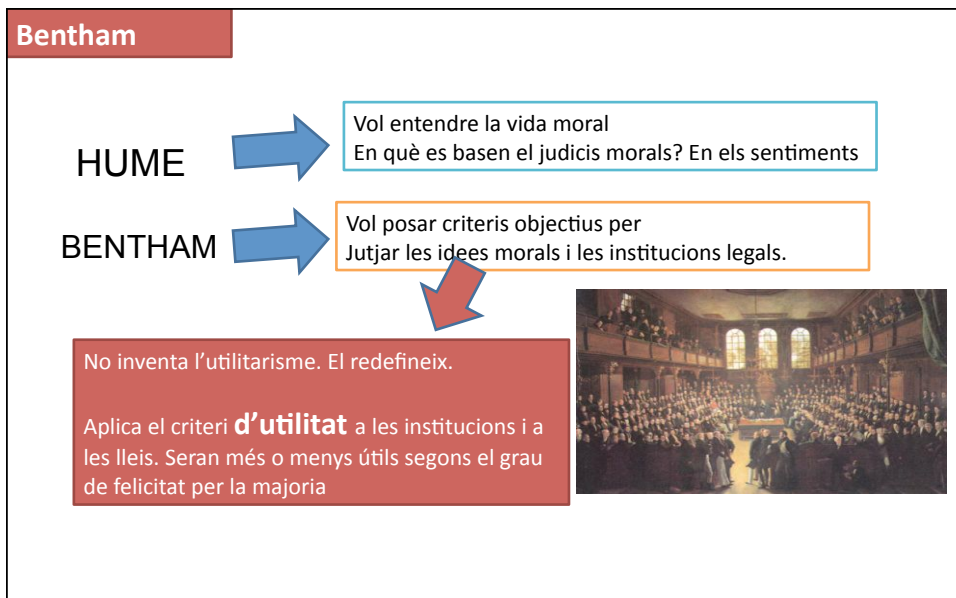 Bentham
HUME
Vol entendre la vida moral
En què es basen el judicis morals? En els sentiments
BENTHAM
Vol posar criteris objectius per
Jutjar les idees morals i les institucions legals.
No inventa l’utilitarisme. El redefineix.
Aplica el criteri d’utilitat a les institucions i a
les lleis. Seran més o menys útils segons el grau
de felicitat per la majoria